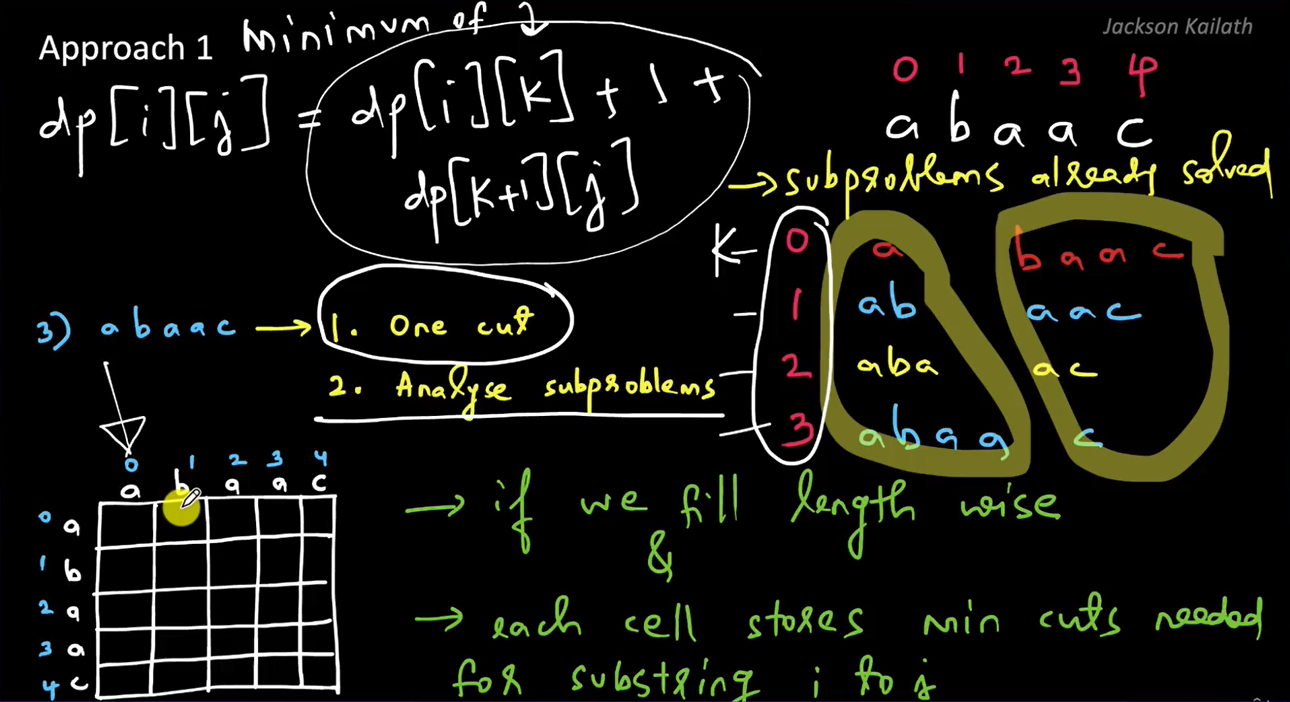 Jackson Kailath
Approach 1 Minimum of
dp[i][j] = dp[i][k] + 1 +
dp[k+1][j]
0 1 2 3 4
a b a a c
→ subproblems already solved
K 0 a b a a c
1 ab a a c
2 aba ac
3 abaa c
3) a b a a c → 1. One cut
2. Analyse subproblems
0 1 2 3 4
a b a a c
0 a
1 b
2 a
3 a
4 c
→ if we fill length wise
&
→ each cell stores min cuts needed
for substring i to j